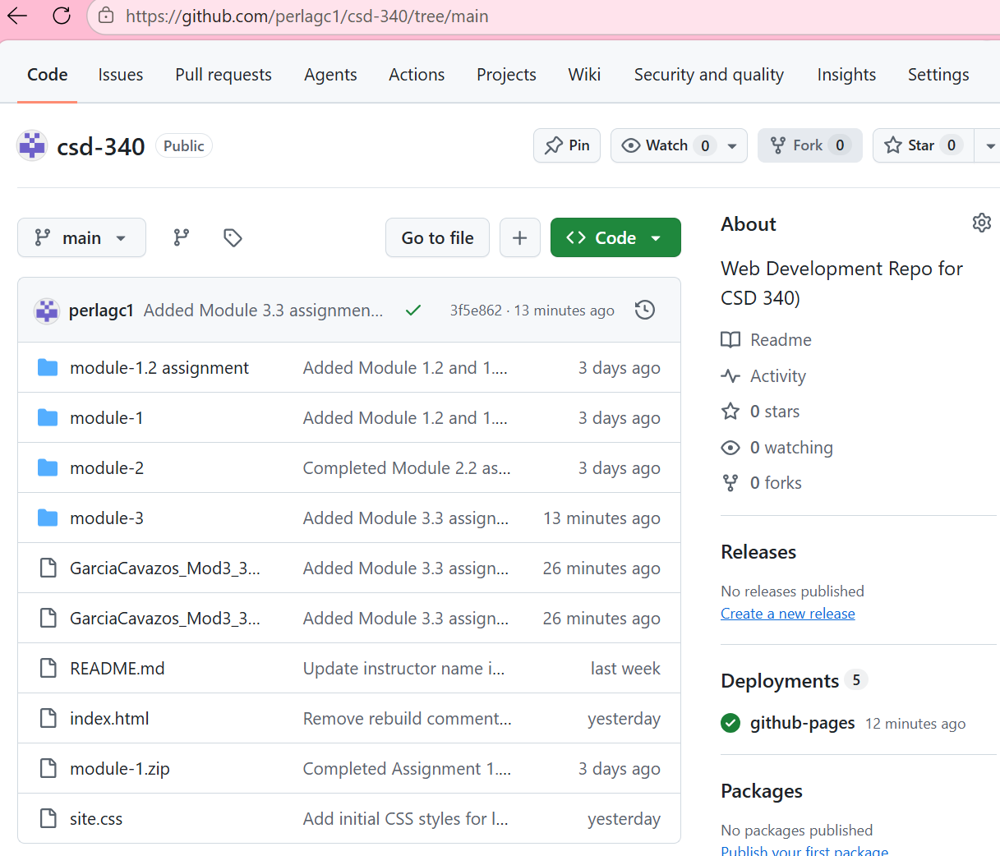 https://github.com/perlagc1/csd-340/tree/main
Code Issues Pull requests Agents Actions Projects Wiki Security and quality Insights Settings
csd-340 Public Pin Watch 0 Fork 0 Star 0
main Go to file + Code
perlagc1 Added Module 3.3 assignmen... 3f5e862 · 13 minutes ago
module-1.2 assignment Added Module 1.2 and 1.... 3 days ago
module-1 Added Module 1.2 and 1.... 3 days ago
module-2 Completed Module 2.2 as... 3 days ago
module-3 Added Module 3.3 assign... 13 minutes ago
GarciaCavazos_Mod3_3... Added Module 3.3 assign... 26 minutes ago
GarciaCavazos_Mod3_3... Added Module 3.3 assign... 26 minutes ago
README.md Update instructor name i... last week
index.html Remove rebuild comment... yesterday
module-1.zip Completed Assignment 1.... 3 days ago
site.css Add initial CSS styles for l... yesterday
About
Web Development Repo for
CSD 340)
Readme
Activity
0 stars
0 watching
0 forks
Releases
No releases published
Create a new release
Deployments 5
github-pages 12 minutes ago
Packages
No packages published
Publish your first package